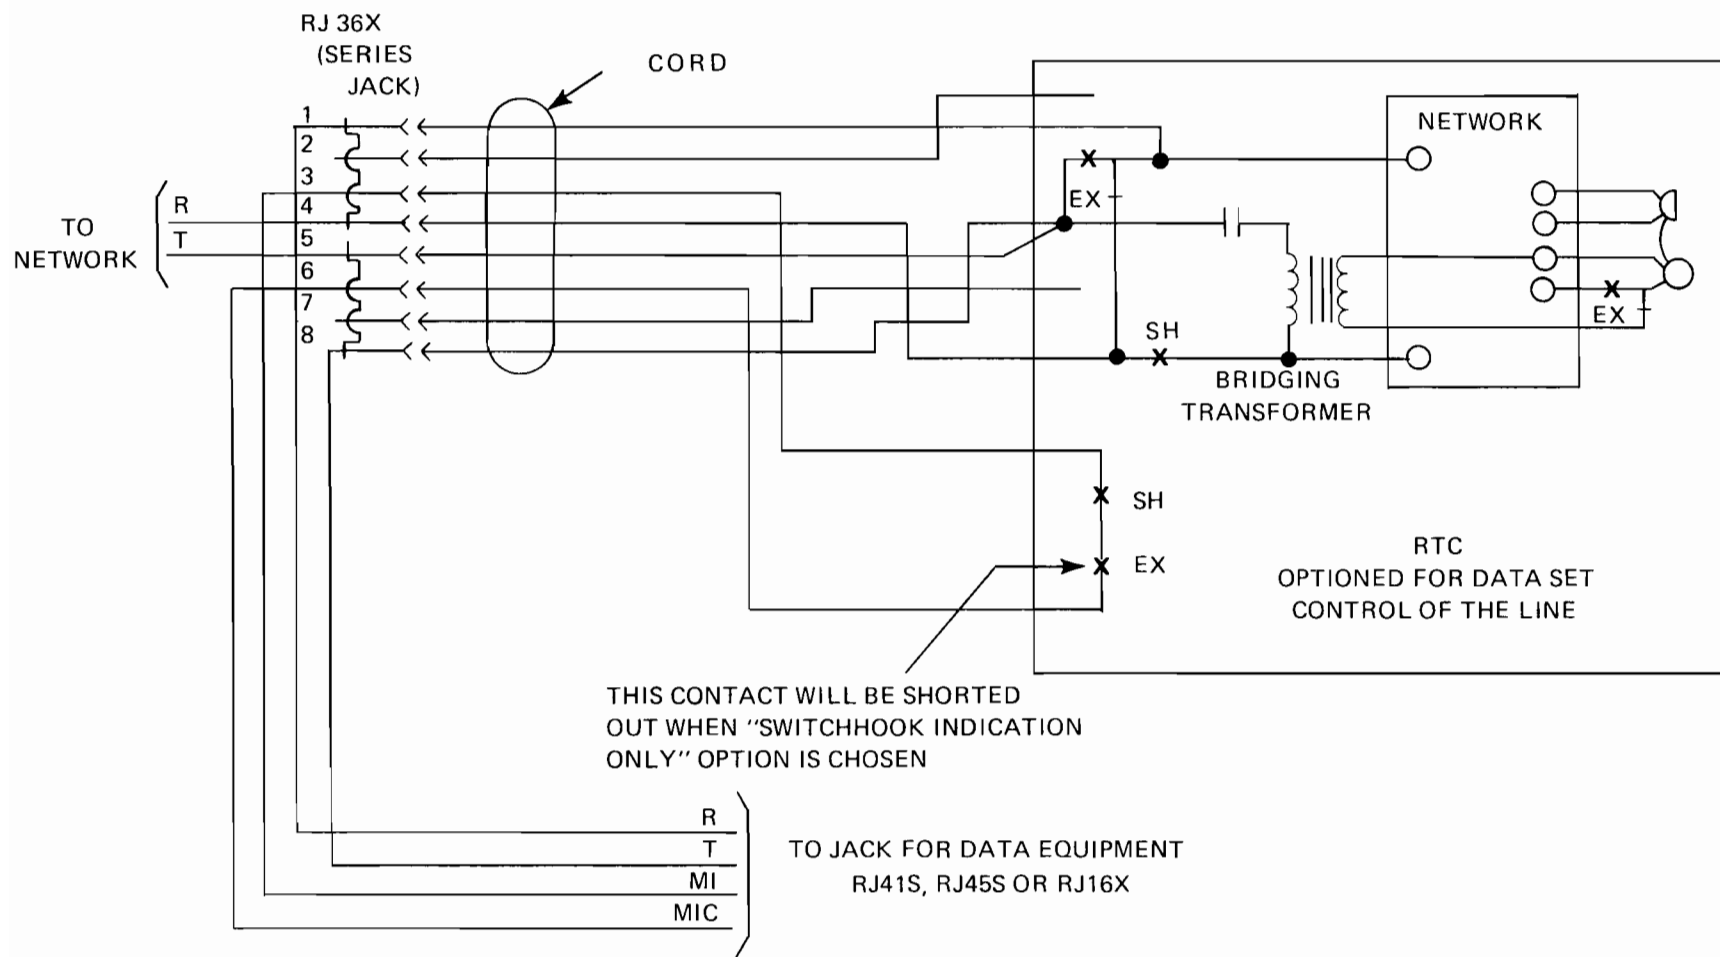 RJ 36X
(SERIES
JACK)
CORD
1
2
3
4
5
6
7
8
TO
NETWORK
R
T
NETWORK
EX
EX
SH
BRIDGING
TRANSFORMER
SH
EX
RTC
OPTIONED FOR DATA SET
CONTROL OF THE LINE
THIS CONTACT WILL BE SHORTED
OUT WHEN "SWITCHHOOK INDICATION
ONLY" OPTION IS CHOSEN
R
T
MI
MIC
TO JACK FOR DATA EQUIPMENT
RJ41S, RJ45S OR RJ16X